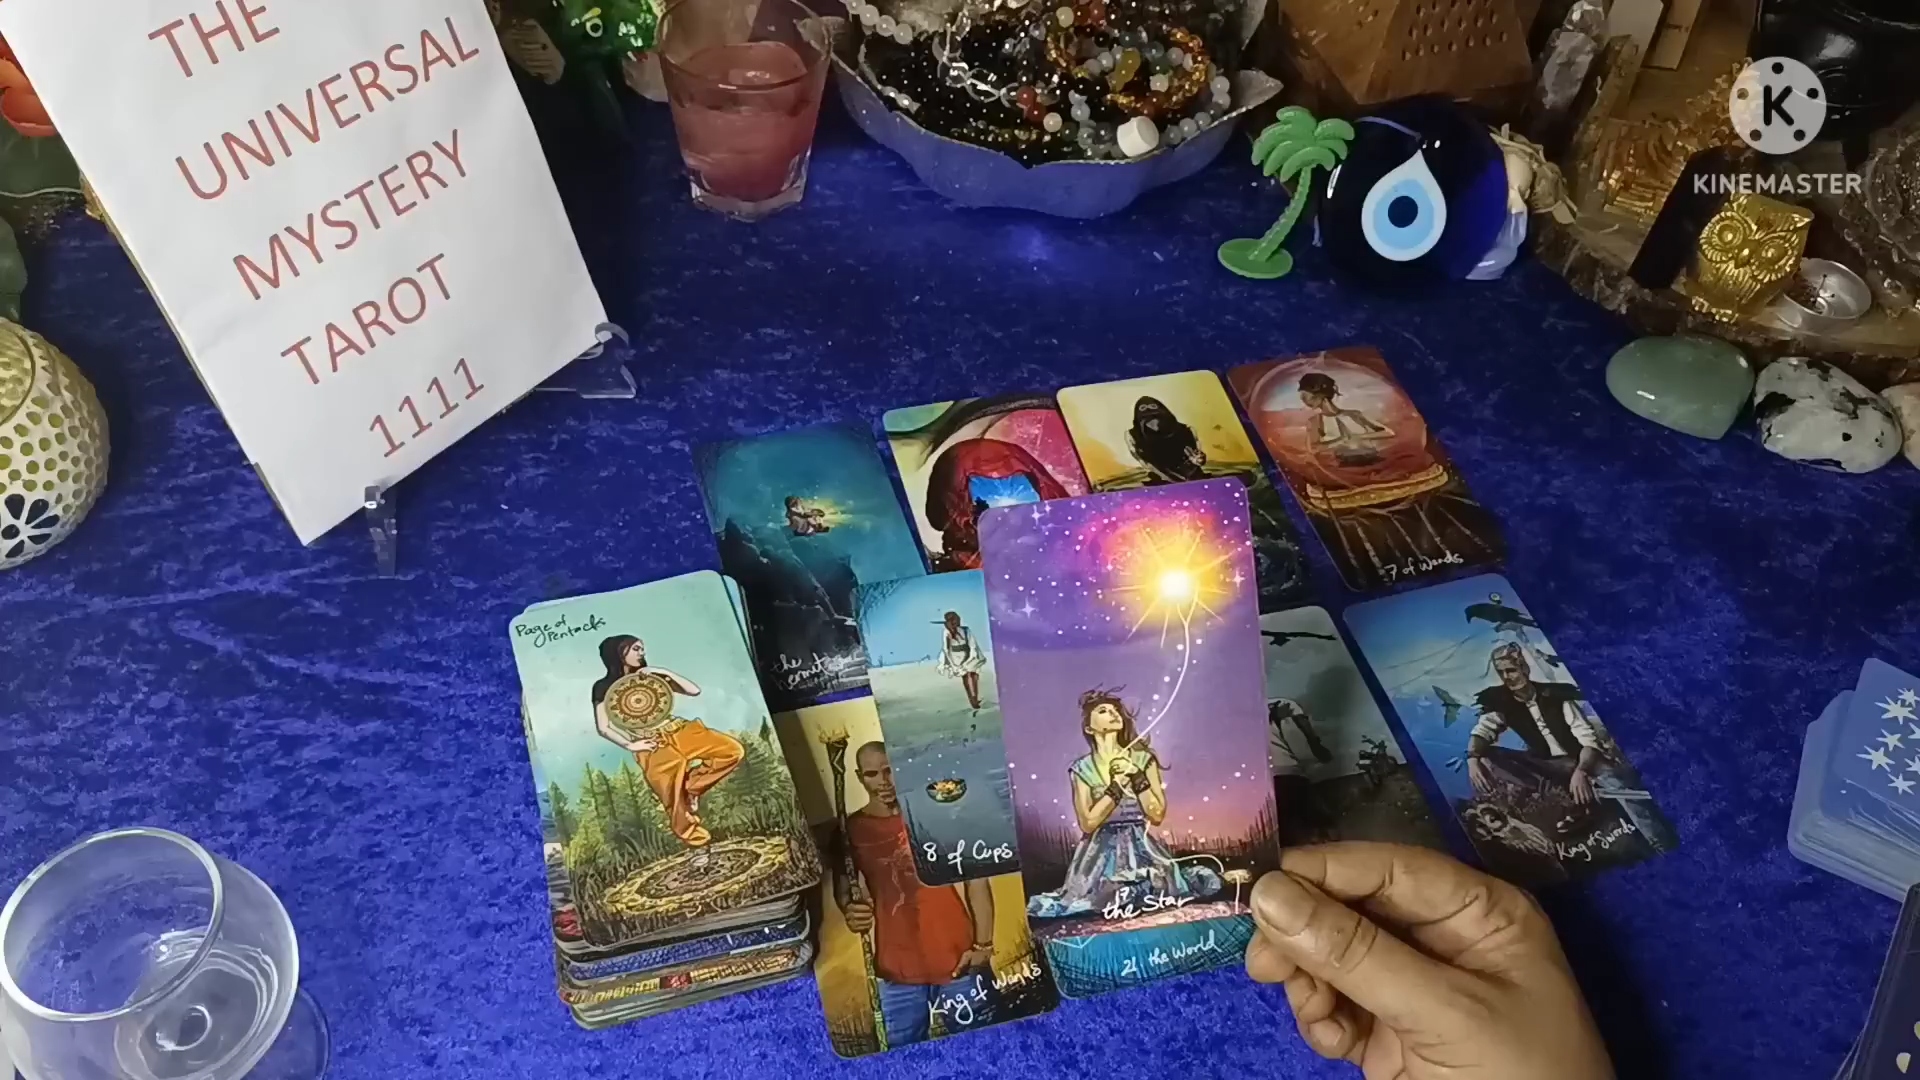 THE
UNIVERSAL
MYSTERY
TAROT
1111
K
KINEMASTER
7 of Wands
Page of
Pentacles
the
hermit
8 of Cups
17
the Star
21 the World
King of Wands
King of Swords